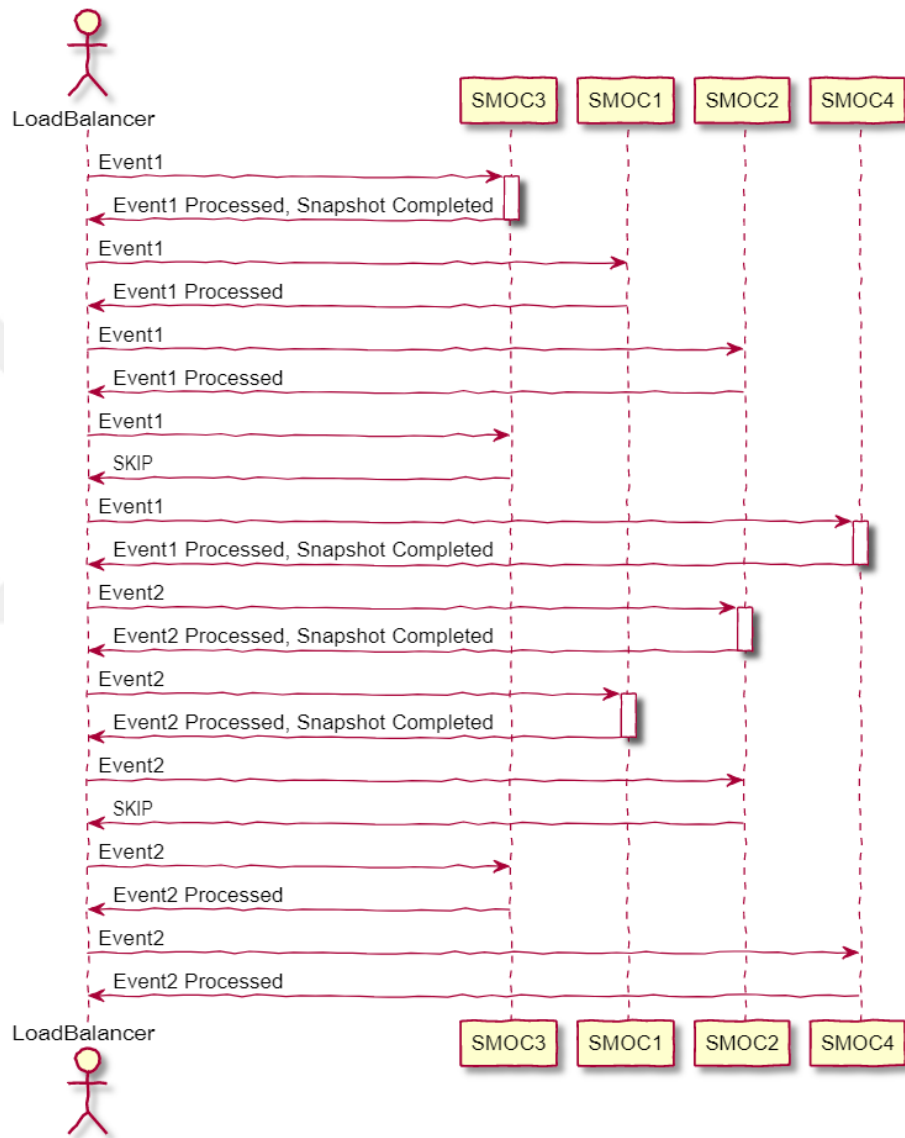 LoadBalancer
SMOC3 SMOC1 SMOC2 SMOC4
Event1
Event1 Processed, Snapshot Completed
Event1
Event1 Processed
Event1
Event1 Processed
Event1
SKIP
Event1
Event1 Processed, Snapshot Completed
Event2
Event2 Processed, Snapshot Completed
Event2
Event2 Processed, Snapshot Completed
Event2
SKIP
Event2
Event2 Processed
Event2
Event2 Processed
LoadBalancer
SMOC3 SMOC1 SMOC2 SMOC4